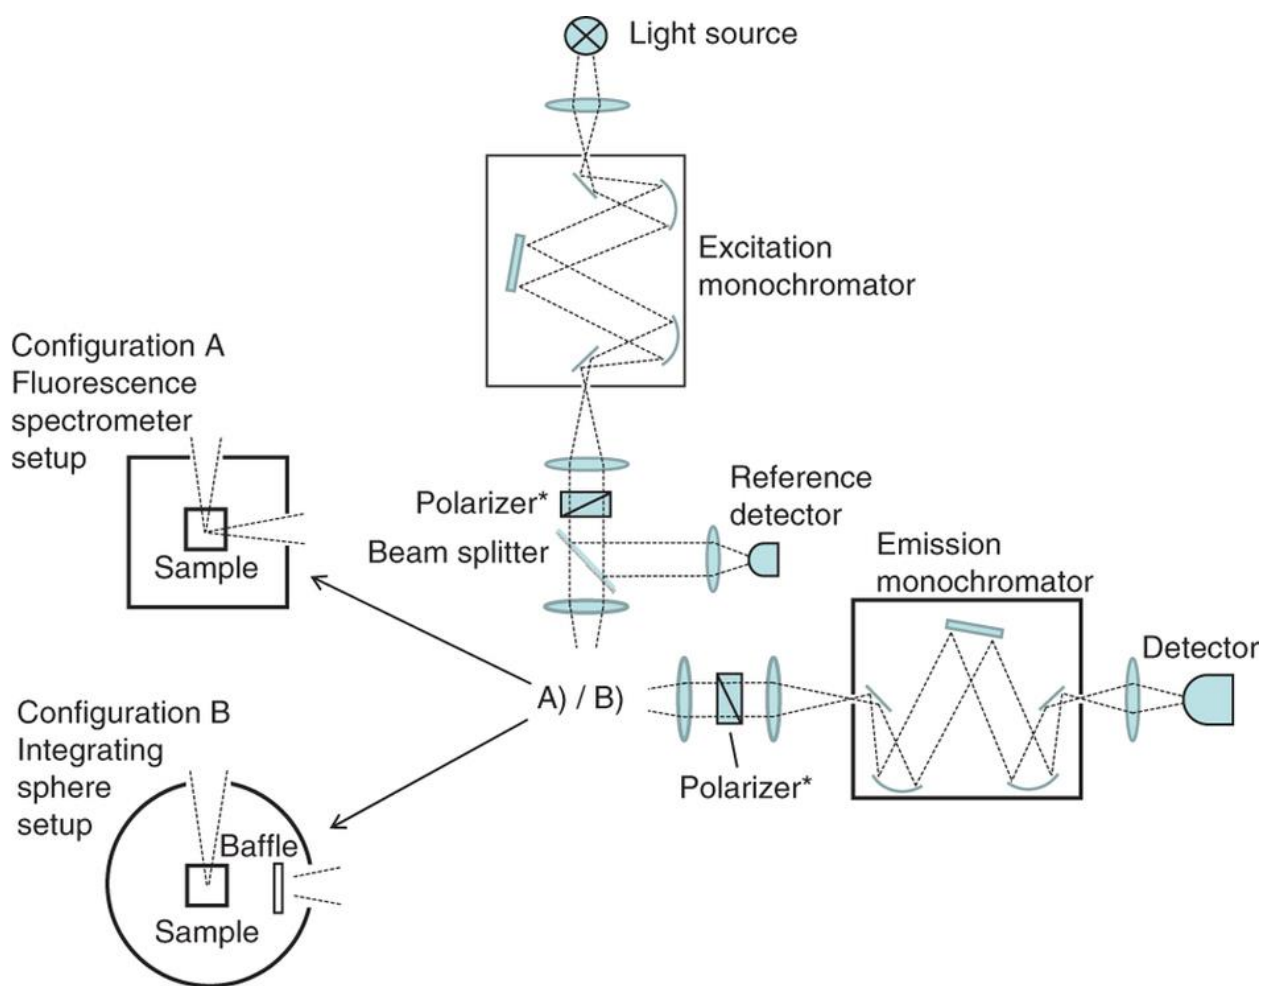 Light source
Excitation
monochromator
Configuration A
Fluorescence
spectrometer
setup
Sample
Polarizer*
Beam splitter
Reference
detector
Emission
monochromator
Detector
A) / B)
Polarizer*
Configuration B
Integrating
sphere
setup
Baffle
Sample